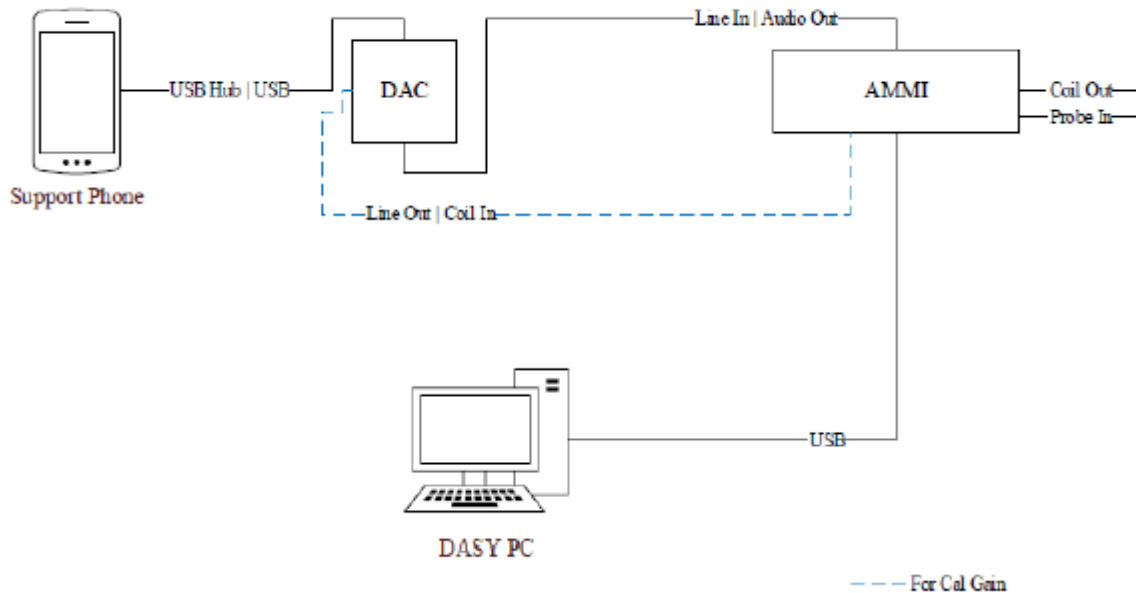 Line In | Audio Out
USB Hub | USB
DAC
AMMI
Coil Out
Probe In
Support Phone
Line Out | Coil In
USB
DASY PC
For Cal Gain